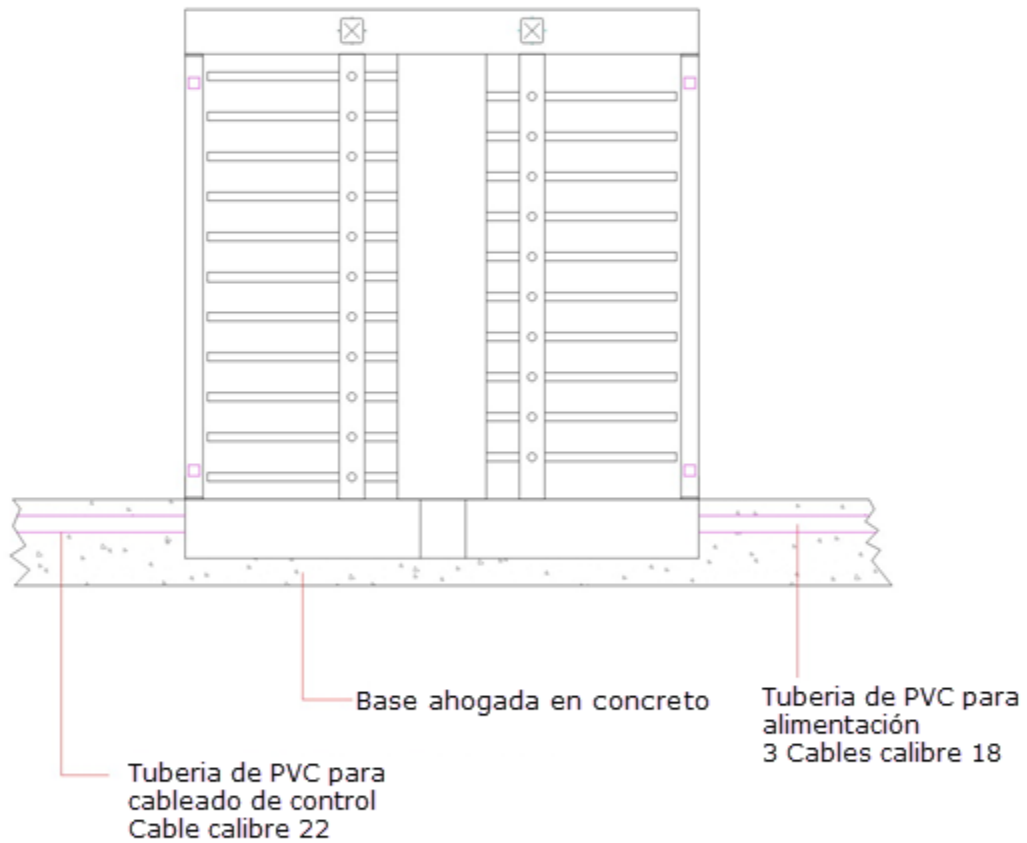 Base ahogada en concreto
Tuberia de PVC para
alimentación
3 Cables calibre 18
Tuberia de PVC para
cableado de control
Cable calibre 22